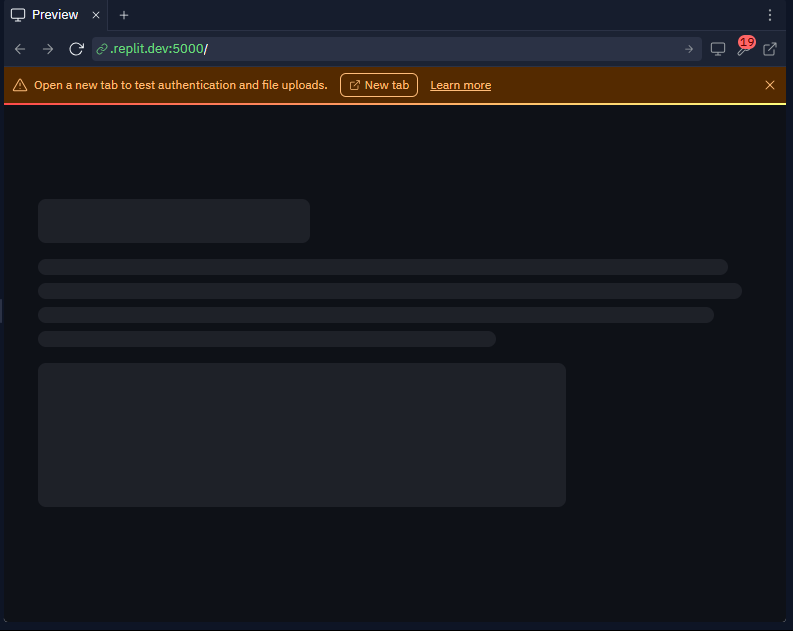 Preview
.replit.dev:5000/
19
Open a new tab to test authentication and file uploads. New tab Learn more